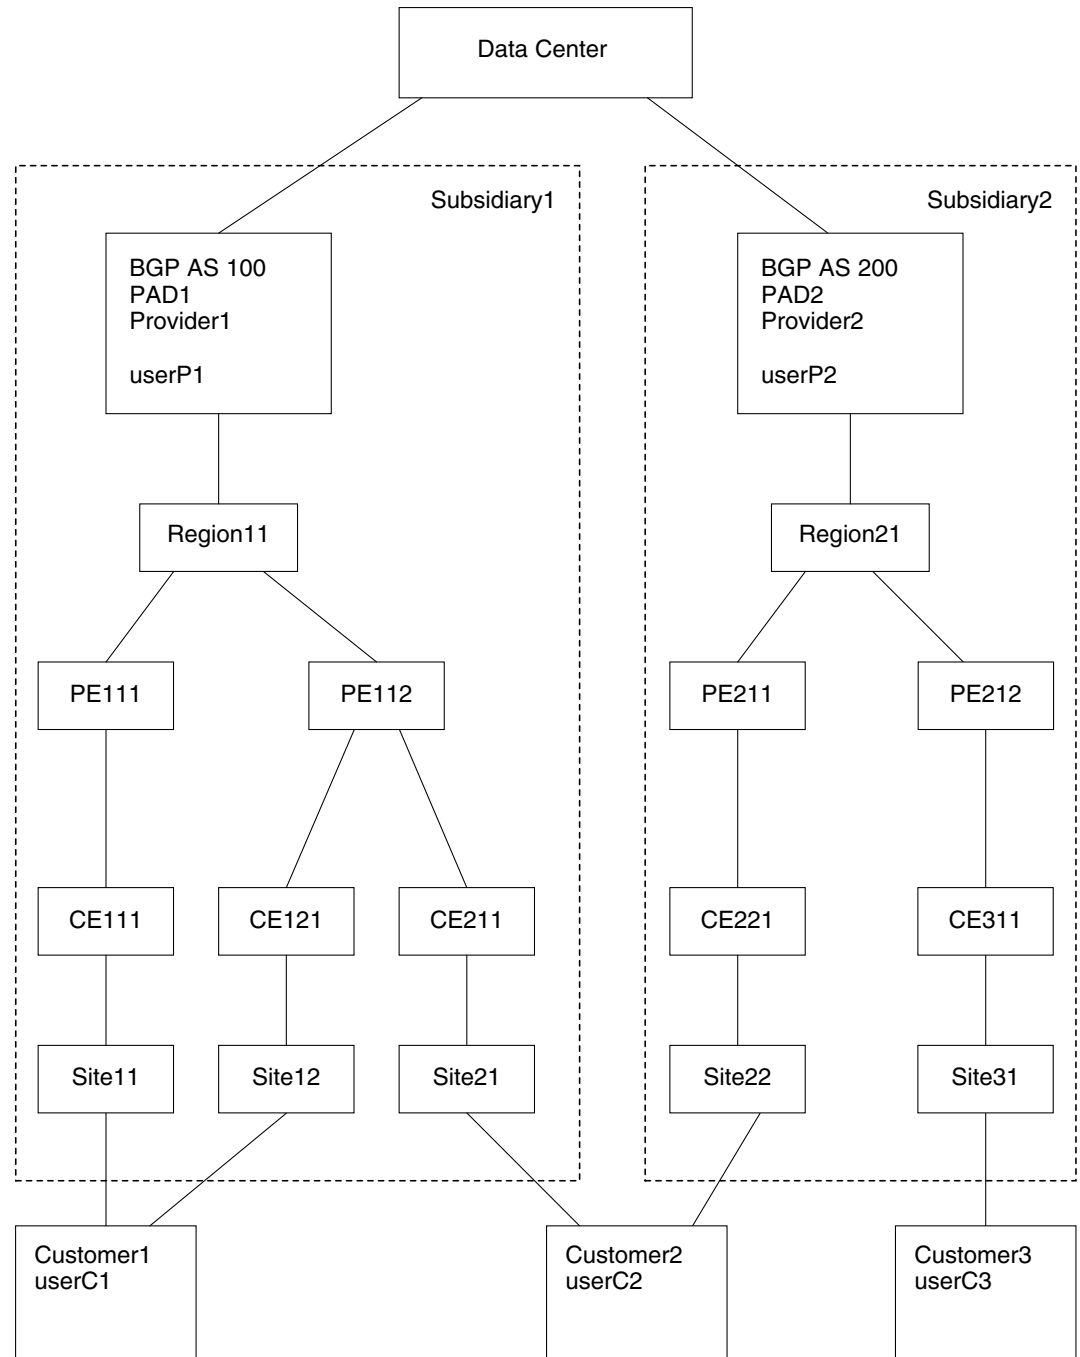 Data Center
Subsidiary1
Subsidiary2
BGP AS 100
PAD1
Provider1
userP1
BGP AS 200
PAD2
Provider2
userP2
Region11
Region21
PE111
PE112
PE211
PE212
CE111
CE121
CE211
CE221
CE311
Site11
Site12
Site21
Site22
Site31
Customer1
userC1
Customer2
userC2
Customer3
userC3